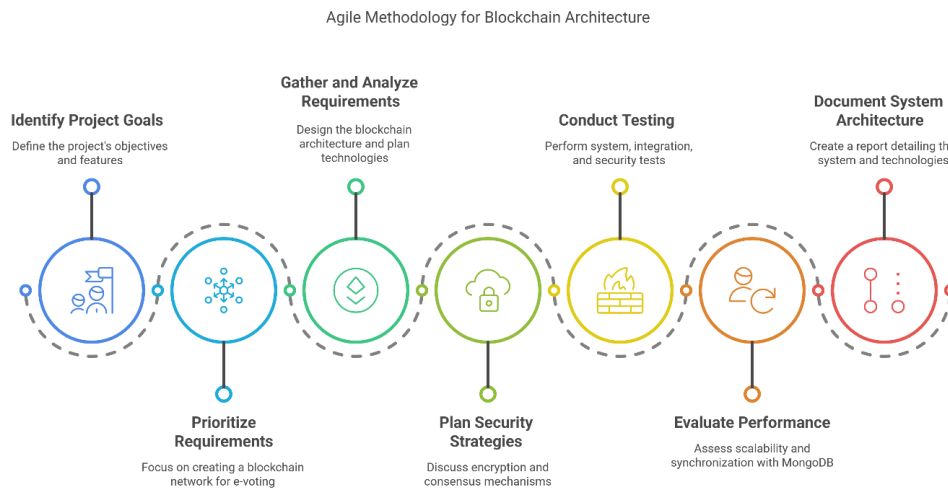 Agile Methodology for Blockchain Architecture
Identify Project Goals
Define the project's objectives
and features
Prioritize
Requirements
Focus on creating a blockchain
network for e-voting
Gather and Analyze
Requirements
Design the blockchain
architecture and plan
technologies
Plan Security
Strategies
Discuss encryption and
consensus mechanisms
Conduct Testing
Perform system, integration,
and security tests
Evaluate Performance
Assess scalability and
synchronization with MongoDB
Document System
Architecture
Create a report detailing th
system and technologies